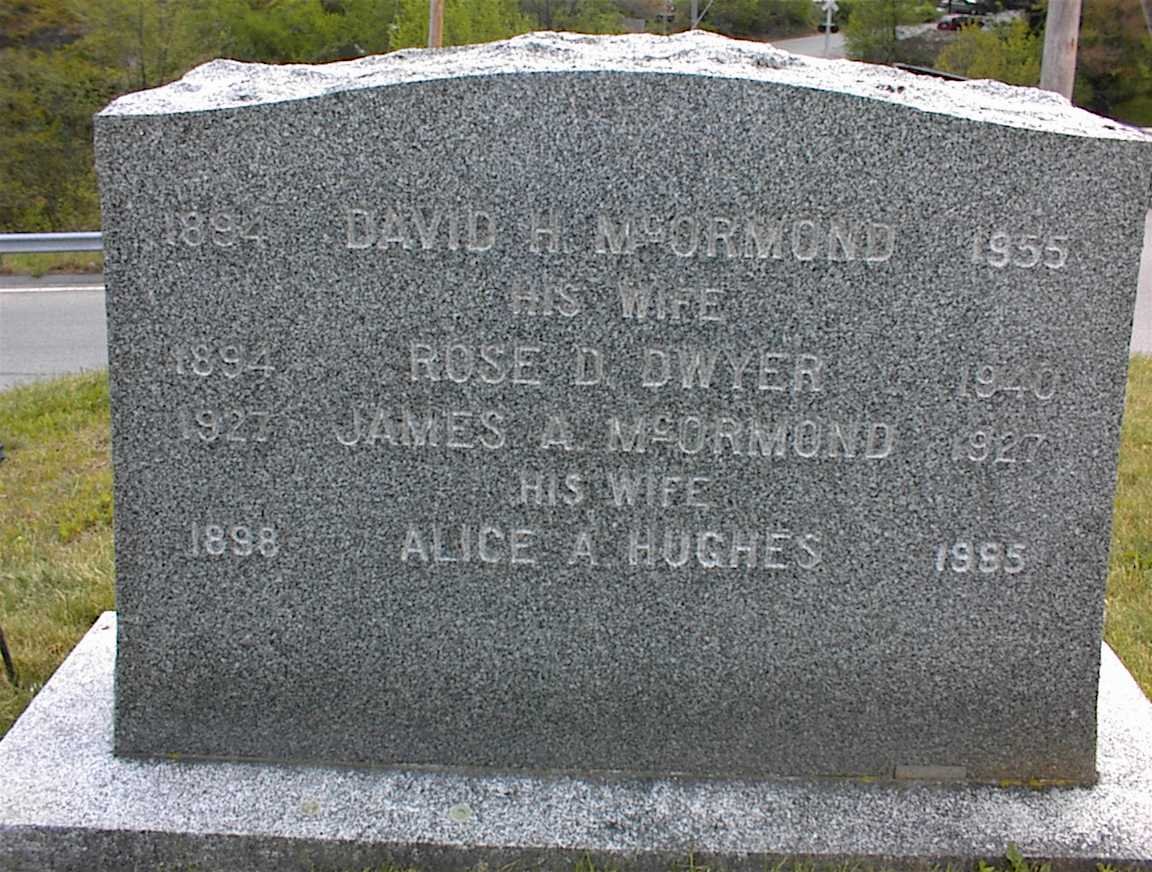 1894 DAVID H. McORMOND 1955
HIS WIFE
1894 ROSE D. DWYER 1940
1927 JAMES A. McORMOND 1927
HIS WIFE
1898 ALICE A. HUGHES 1985